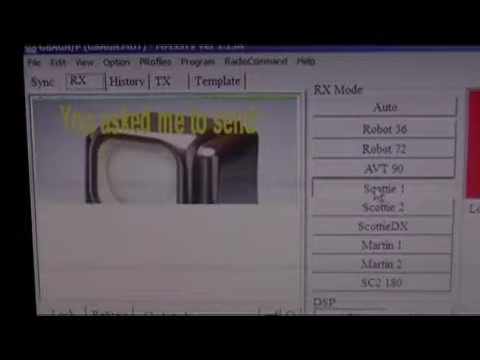 File Edit View Option PRofiles Program RadioCommand Help
Sync RX History TX Template
You asked me to send:
RX Mode
Auto
Robot 36
Robot 72
AVT 90
Scottie 1
Scottie 2
ScottieDX
Martin 1
Martin 2
SC2 180
DSP